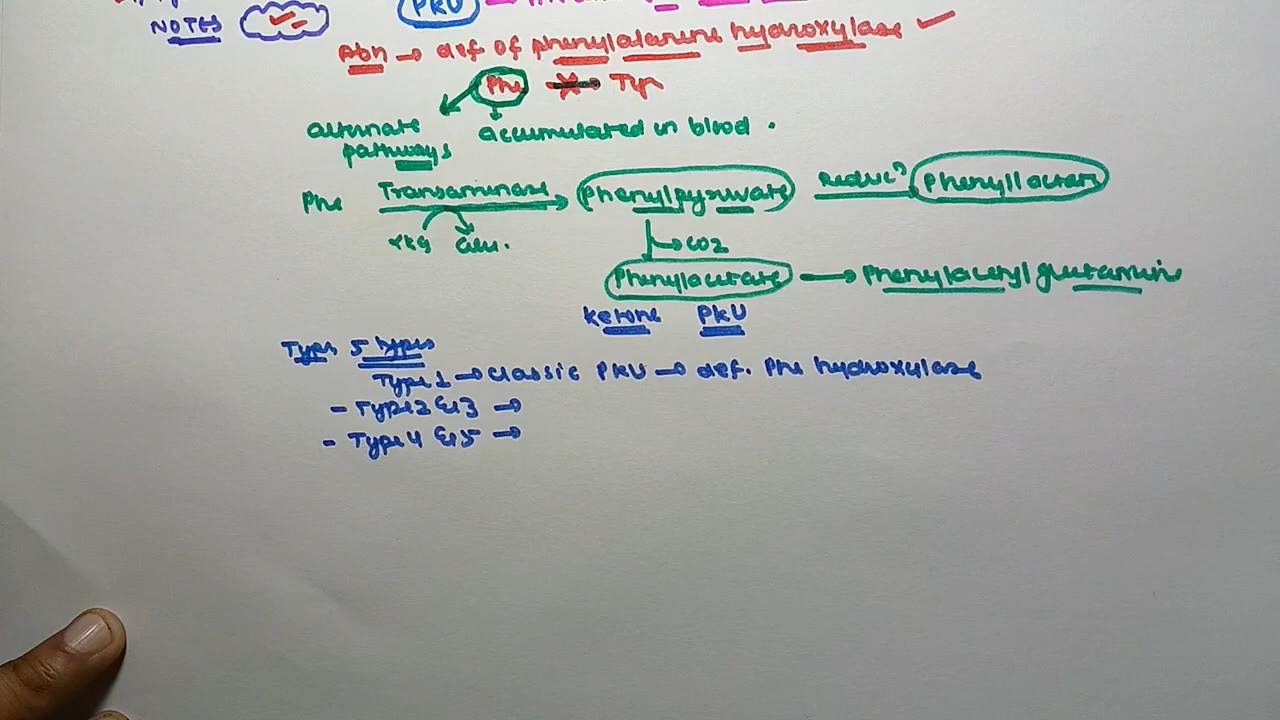 NOTES
PKU →
Abn → def. of phenylalanine hydroxylase ✓
Phe → Tyr
alternate pathways
accumulated in blood.
Phe Transaminase → phenylpyruvate Reducⁿ phenyllactate
αKG Glu.
→CO2
Phenylacetate → Phenylacetyl glutamine
Ketone PKU
Types 5 types
Type 1 → classic PKU → def. Phe hydroxylase
- Type 2 & 3 →
- Type 4 & 5 →